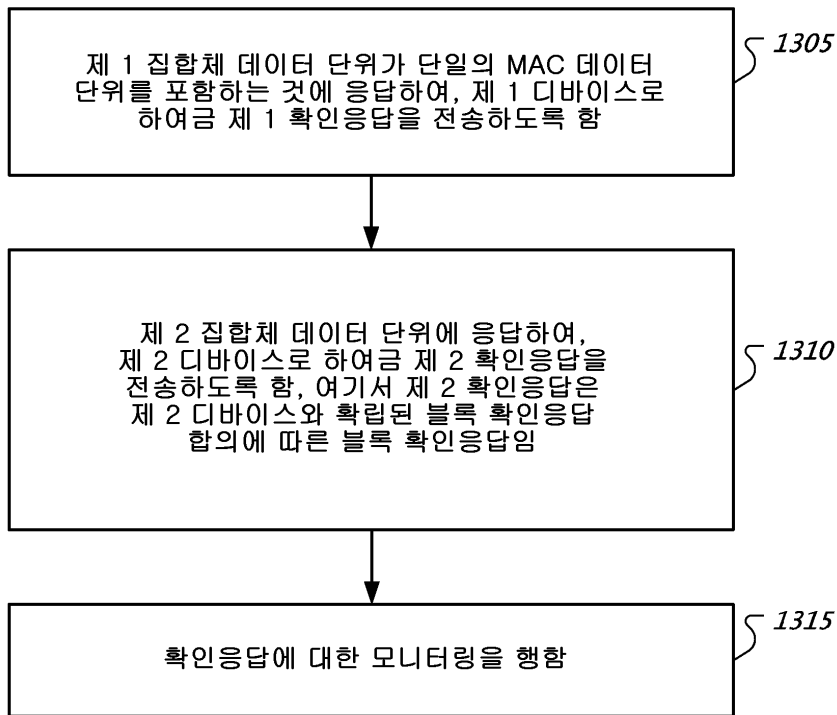 제 1 집합체 데이터 단위가 단일의 MAC 데이터
단위를 포함하는 것에 응답하여, 제 1 디바이스로
하여금 제 1 확인응답을 전송하도록 함
1305
제 2 집합체 데이터 단위에 응답하여,
제 2 디바이스로 하여금 제 2 확인응답을
전송하도록 함, 여기서 제 2 확인응답은
제 2 디바이스와 확립된 블록 확인응답
합의에 따른 블록 확인응답임
1310
확인응답에 대한 모니터링을 행함
1315